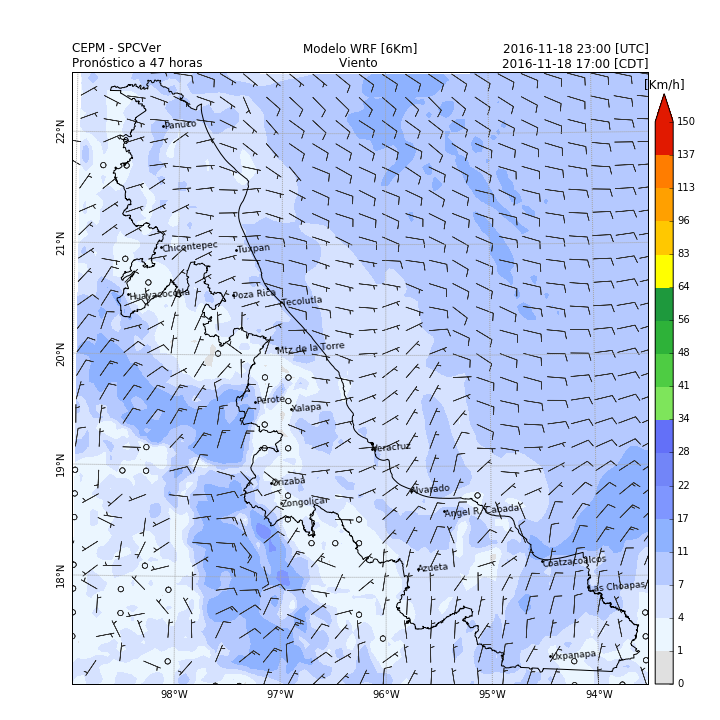 CEPM - SPCVer Modelo WRF [6Km] 2016-11-18 23:00 [UTC]
Pronóstico a 47 horas Viento 2016-11-18 17:00 [CDT]
[Km/h]
150
137
113
96
83
64
56
48
41
34
28
22
17
11
7
4
1
0
22°N
21°N
20°N
19°N
18°N
Panuco
Chicontepec
Tuxpan
Huayacocotla
Poza Rica
Tecolutla
Mtz de la Torre
Perote
Xalapa
Veracruz
Orizaba
Alvarado
Zongolica
Angel R. Cabada
Azueta
Coatzacoalcos
Las Choapas
Uxpanapa
98°W 97°W 96°W 95°W 94°W